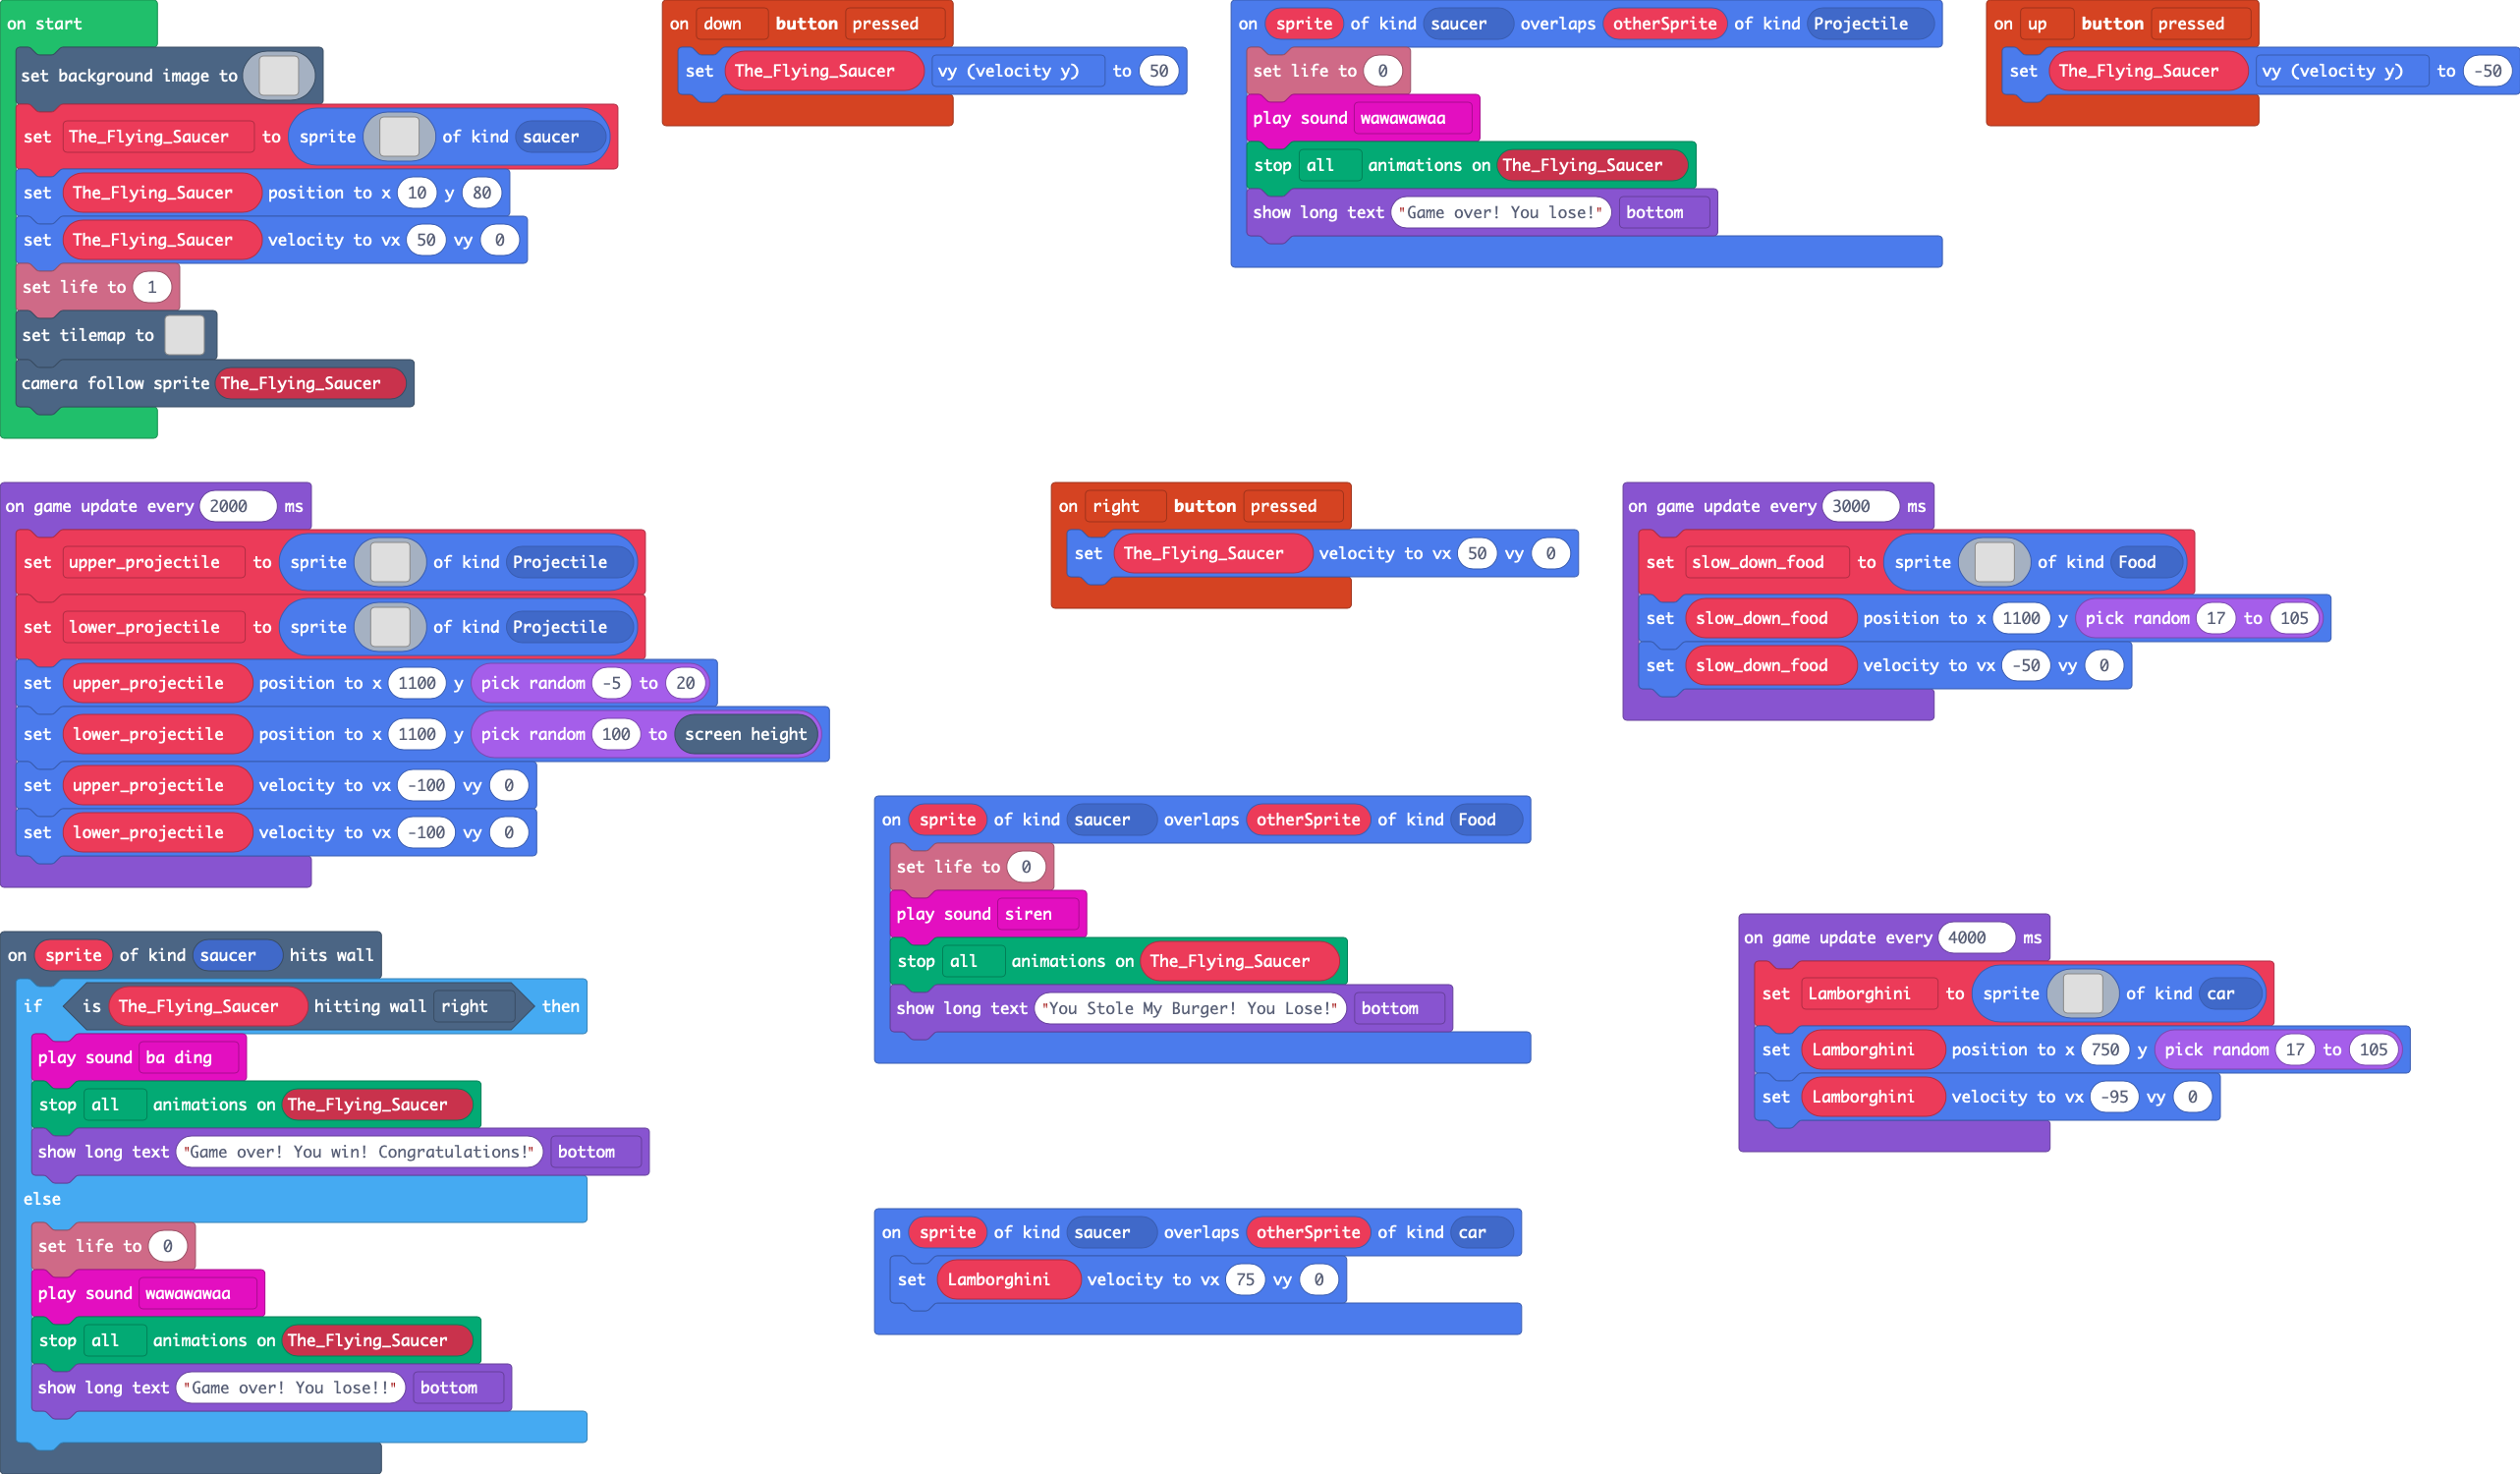 on start
set background image to
set The_Flying_Saucer to sprite of kind saucer
set The_Flying_Saucer position to x 10 y 80
set The_Flying_Saucer velocity to vx 50 vy 0
set life to 1
set tilemap to
camera follow sprite The_Flying_Saucer
on down button pressed
set The_Flying_Saucer vy (velocity y) to 50
on sprite of kind saucer overlaps otherSprite of kind Projectile
set life to 0
play sound wawawawaa
stop all animations on The_Flying_Saucer
show long text "Game over! You lose!" bottom
on up button pressed
set The_Flying_Saucer vy (velocity y) to -50
on game update every 2000 ms
set upper_projectile to sprite of kind Projectile
set lower_projectile to sprite of kind Projectile
set upper_projectile position to x 1100 y pick random -5 to 20
set lower_projectile position to x 1100 y pick random 100 to screen height
set upper_projectile velocity to vx -100 vy 0
set lower_projectile velocity to vx -100 vy 0
on right button pressed
set The_Flying_Saucer velocity to vx 50 vy 0
on game update every 3000 ms
set slow_down_food to sprite of kind Food
set slow_down_food position to x 1100 y pick random 17 to 105
set slow_down_food velocity to vx -50 vy 0
on sprite of kind saucer overlaps otherSprite of kind Food
set life to 0
play sound siren
stop all animations on The_Flying_Saucer
show long text "You Stole My Burger! You Lose!" bottom
on game update every 4000 ms
set Lamborghini to sprite of kind car
set Lamborghini position to x 750 y pick random 17 to 105
set Lamborghini velocity to vx -95 vy 0
on sprite of kind saucer hits wall
if is The_Flying_Saucer hitting wall right then
play sound ba ding
stop all animations on The_Flying_Saucer
show long text "Game over! You win! Congratulations!" bottom
else
set life to 0
play sound wawawawaa
stop all animations on The_Flying_Saucer
show long text "Game over! You lose!!" bottom
on sprite of kind saucer overlaps otherSprite of kind car
set Lamborghini velocity to vx 75 vy 0